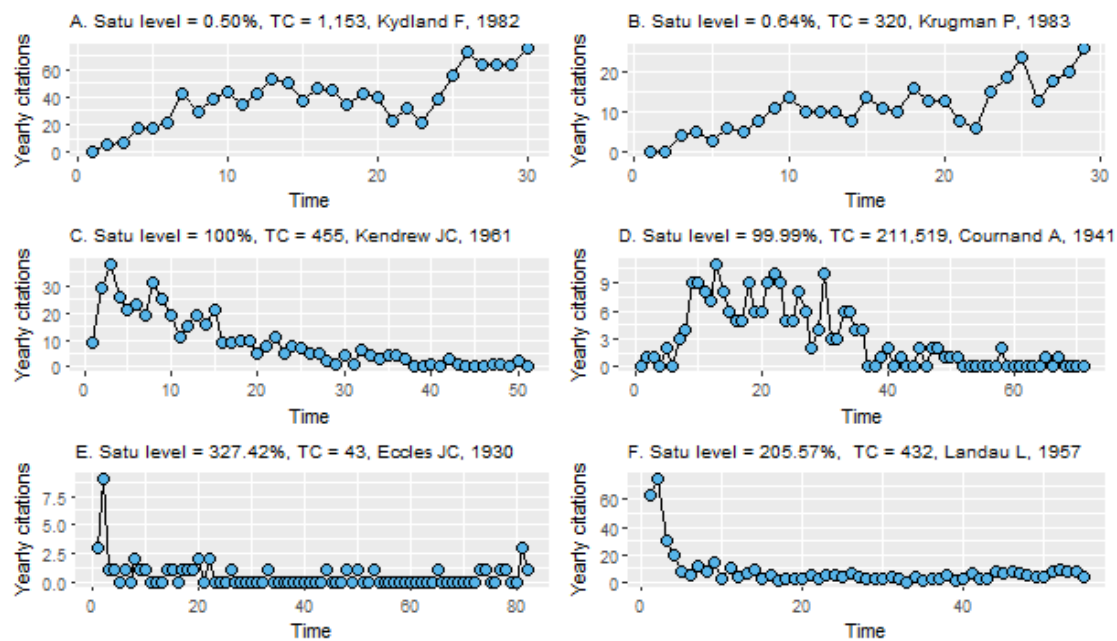 A. Satu level = 0.50%, TC = 1,153, Kydland F, 1982
Yearly citations
60
40
20
0
0
10
20
30
Time
B. Satu level = 0.64%, TC = 320, Krugman P, 1983
Yearly citations
20
10
0
0
10
20
30
Time
C. Satu level = 100%, TC = 455, Kendrew JC, 1961
Yearly citations
30
20
10
0
0
10
20
30
40
50
Time
D. Satu level = 99.99%, TC = 211,519, Cournand A, 1941
Yearly citations
9
6
3
0
0
20
40
60
Time
E. Satu level = 327.42%, TC = 43, Eccles JC, 1930
Yearly citations
7.5
5.0
2.5
0.0
0
20
40
60
80
Time
F. Satu level = 205.57%, TC = 432, Landau L, 1957
Yearly citations
60
40
20
0
0
20
40
Time